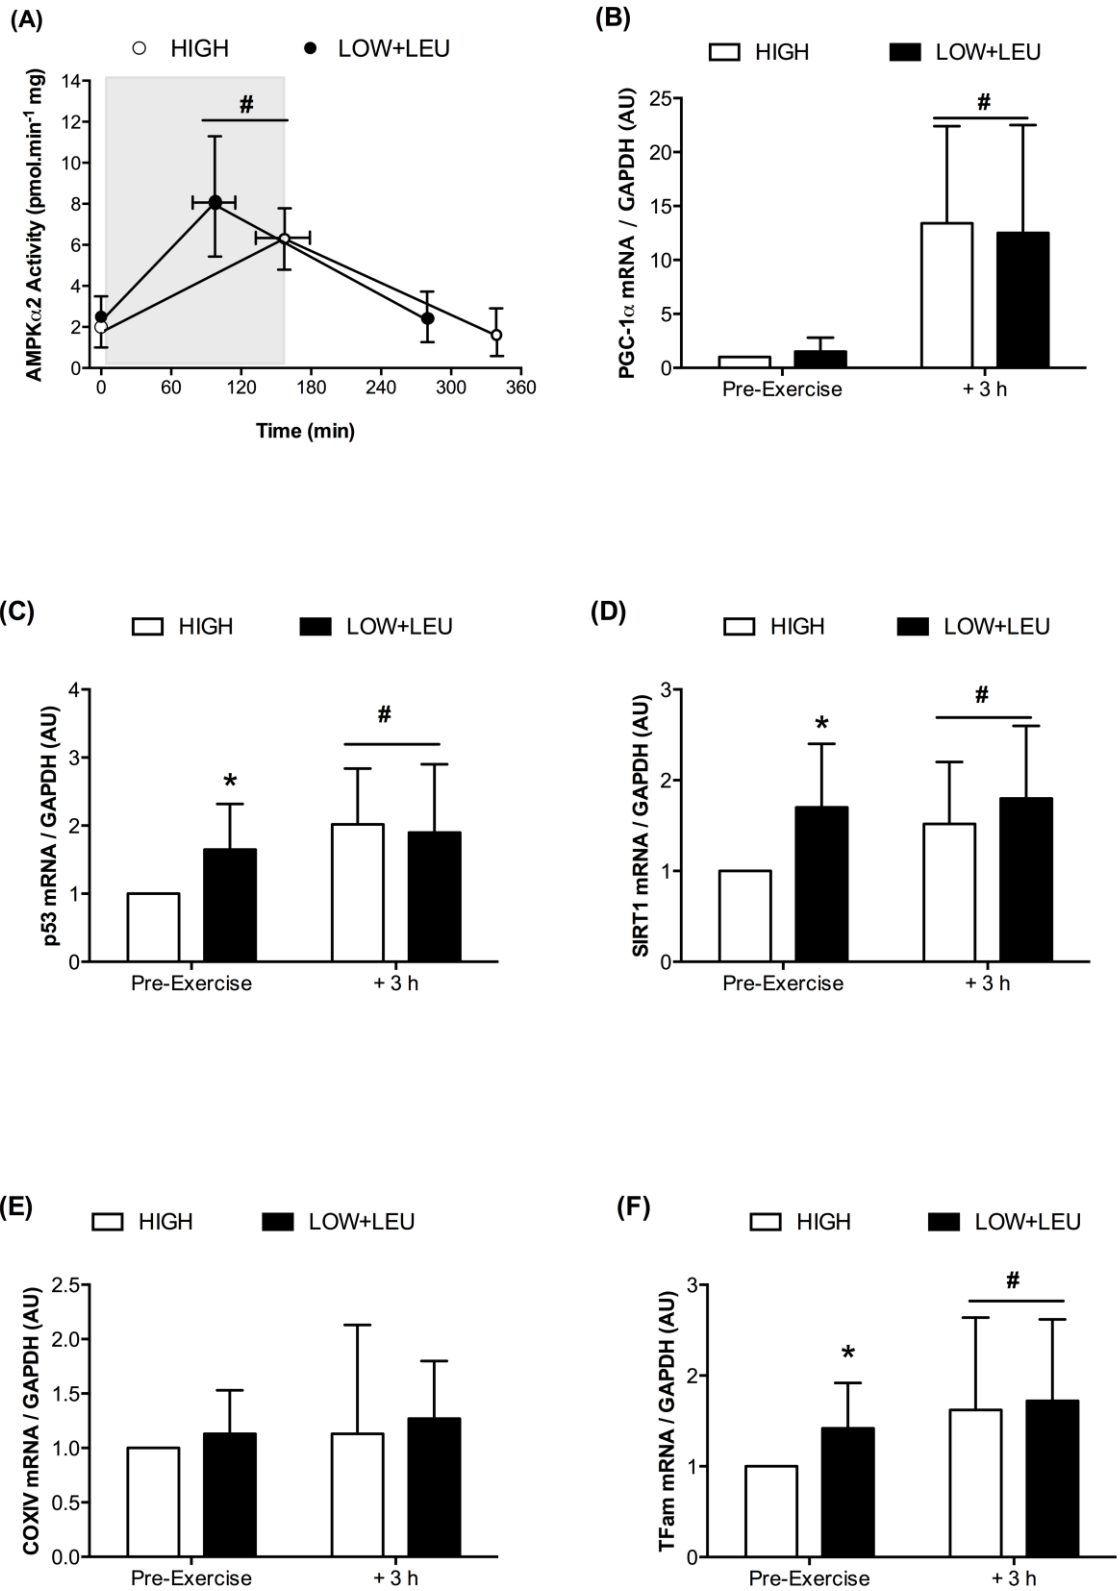 (A)
HIGH LOW+LEU
AMPKα2 Activity (pmol.min⁻¹ mg)
14
12
10
8
6
4
2
0
#
0 60 120 180 240 300 360
Time (min)
(B)
HIGH LOW+LEU
PGC-1α mRNA / GAPDH (AU)
25
20
15
10
5
0
#
Pre-Exercise + 3 h
(C)
HIGH LOW+LEU
p53 mRNA / GAPDH (AU)
4
3
2
1
0
*
#
Pre-Exercise + 3 h
(D)
HIGH LOW+LEU
SIRT1 mRNA / GAPDH (AU)
3
2
1
0
*
#
Pre-Exercise + 3 h
(E)
HIGH LOW+LEU
COXIV mRNA / GAPDH (AU)
2.5
2.0
1.5
1.0
0.5
0.0
Pre-Exercise + 3 h
(F)
HIGH LOW+LEU
TFam mRNA / GAPDH (AU)
3
2
1
0
*
#
Pre-Exercise + 3 h